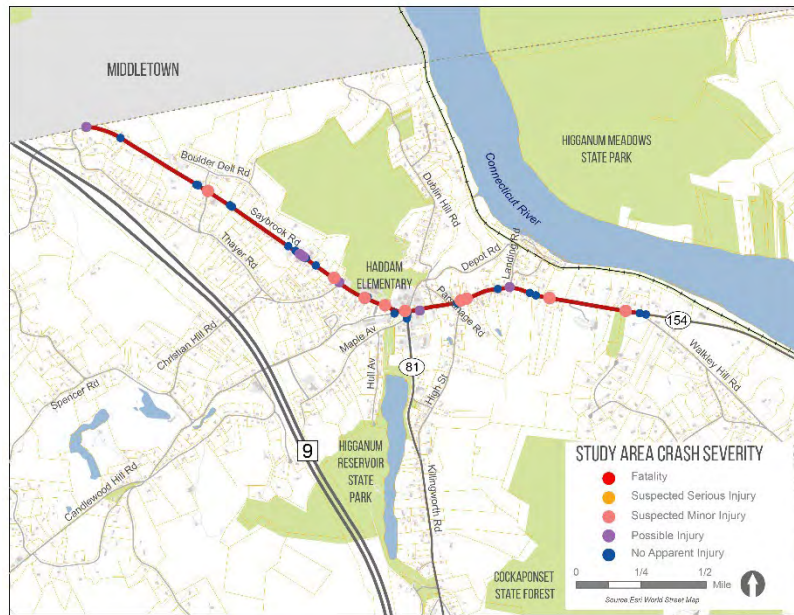 MIDDLETOWN
HIGGANUM MEADOWS
STATE PARK
Connecticut River
Boulder Dell Rd
Dublin Hill Rd
Saybrook Rd
Thayer Rd
HADDAM
ELEMENTARY
Depot Rd
Landing Rd
Parsonage Rd
154
Christian Hill Rd
Maple Av
Walkley Hill Rd
81
Hull Av
High St
Spencer Rd
9
HIGGANUM
RESERVOIR
STATE
PARK
Candlewood Hill Rd
Killingworth Rd
COCKAPONSET
STATE FOREST
STUDY AREA CRASH SEVERITY
Fatality
Suspected Serious Injury
Suspected Minor Injury
Possible Injury
No Apparent Injury
0 1/4 1/2
Mile
Source:Esri World Street Map